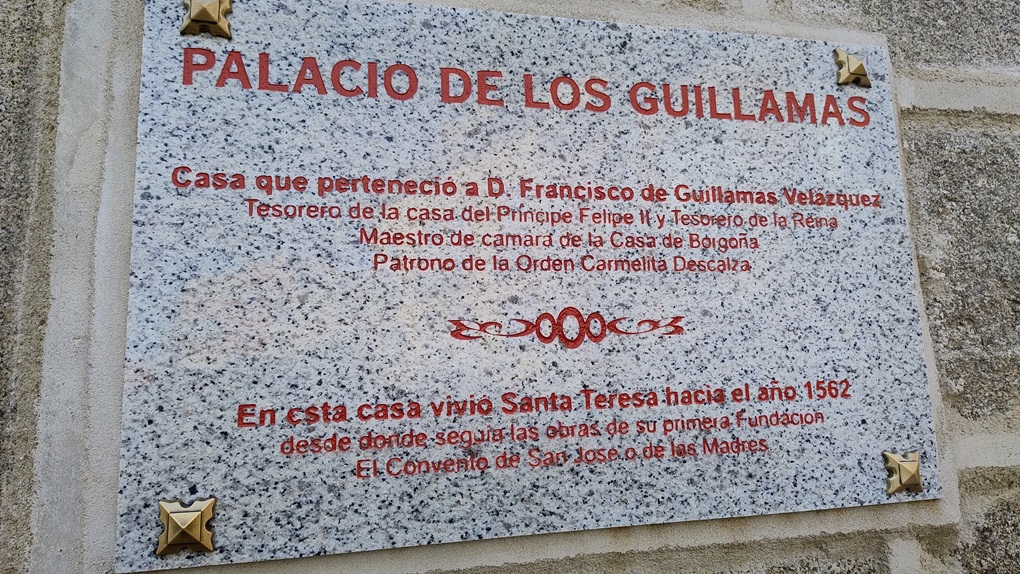 PALACIO DE LOS GUILLAMAS
Casa que perteneció a D. Francisco de Guillamas Velazquez
Tesorero de la casa del Príncipe Felipe II y Tesorero de la Reina
Maestro de camara de la Casa de Borgoña
Patrono de la Orden Carmelita Descalza
En esta casa vivió Santa Teresa hacia el año 1562
desde donde seguía las obras de su primera Fundación
El Convento de San Jose o de las Madres